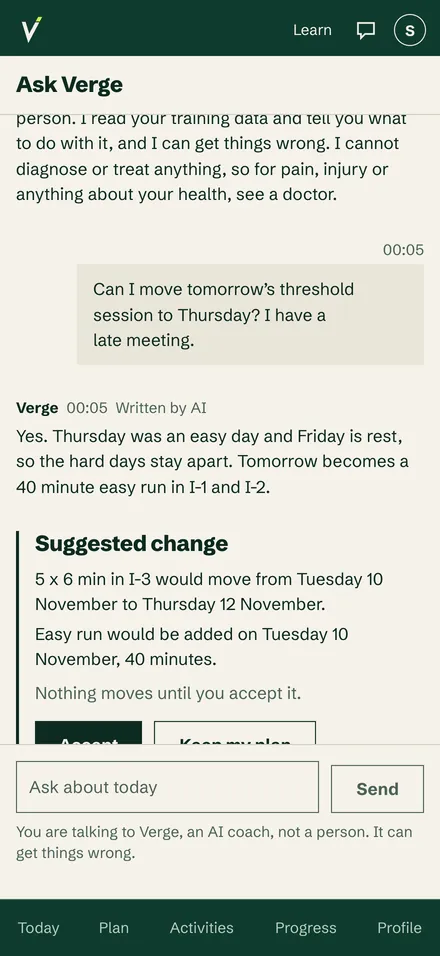 Learn
S
Ask Verge
person. I read your training data and tell you what
to do with it, and I can get things wrong. I cannot
diagnose or treat anything, so for pain, injury or
anything about your health, see a doctor.
00:05
Can I move tomorrow’s threshold
session to Thursday? I have a
late meeting.
Verge 00:05 Written by AI
Yes. Thursday was an easy day and Friday is rest,
so the hard days stay apart. Tomorrow becomes a
40 minute easy run in I-1 and I-2.
Suggested change
5 x 6 min in I-3 would move from Tuesday 10
November to Thursday 12 November.
Easy run would be added on Tuesday 10
November, 40 minutes.
Nothing moves until you accept it.
Accept Keep my plan
Ask about today
Send
You are talking to Verge, an AI coach, not a person. It can
get things wrong.
Today Plan Activities Progress Profile